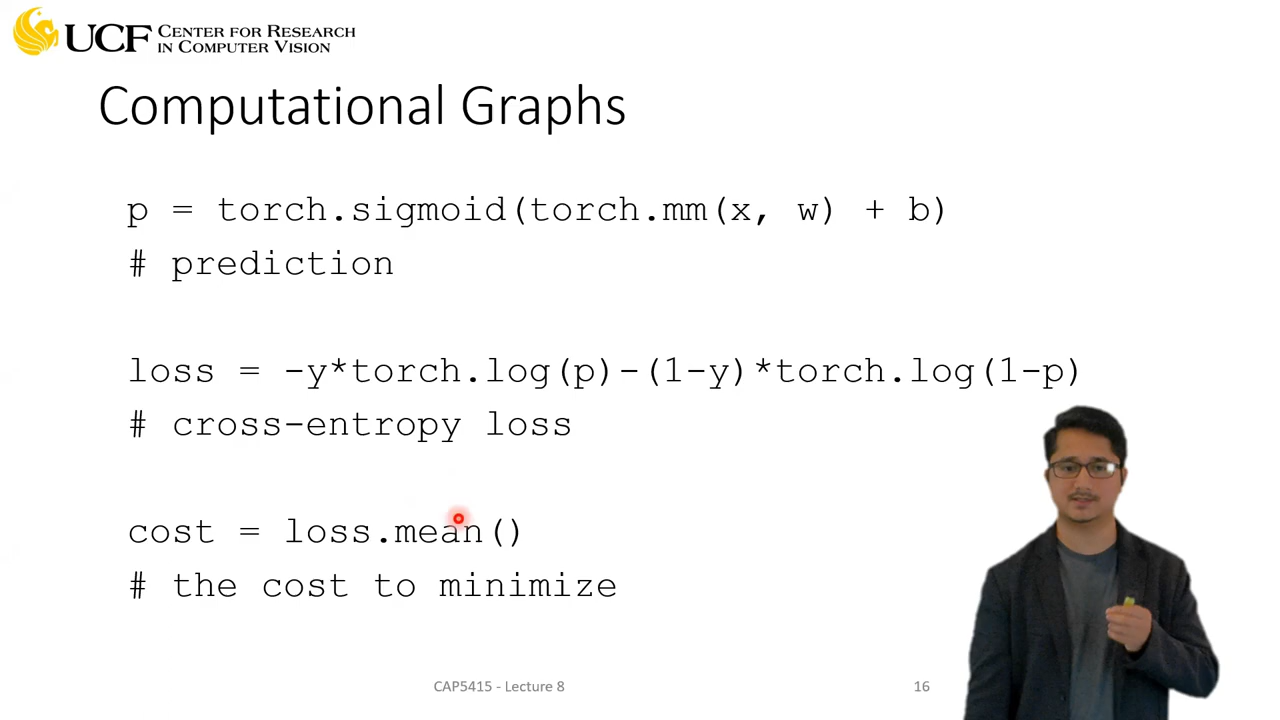 UCF CENTER FOR RESEARCH
IN COMPUTER VISION
Computational Graphs
p = torch.sigmoid(torch.mm(x, w) + b)
# prediction
loss = -y*torch.log(p)-(1-y)*torch.log(1-p)
# cross-entropy loss
cost = loss.mean()
# the cost to minimize
CAP5415 - Lecture 8
16